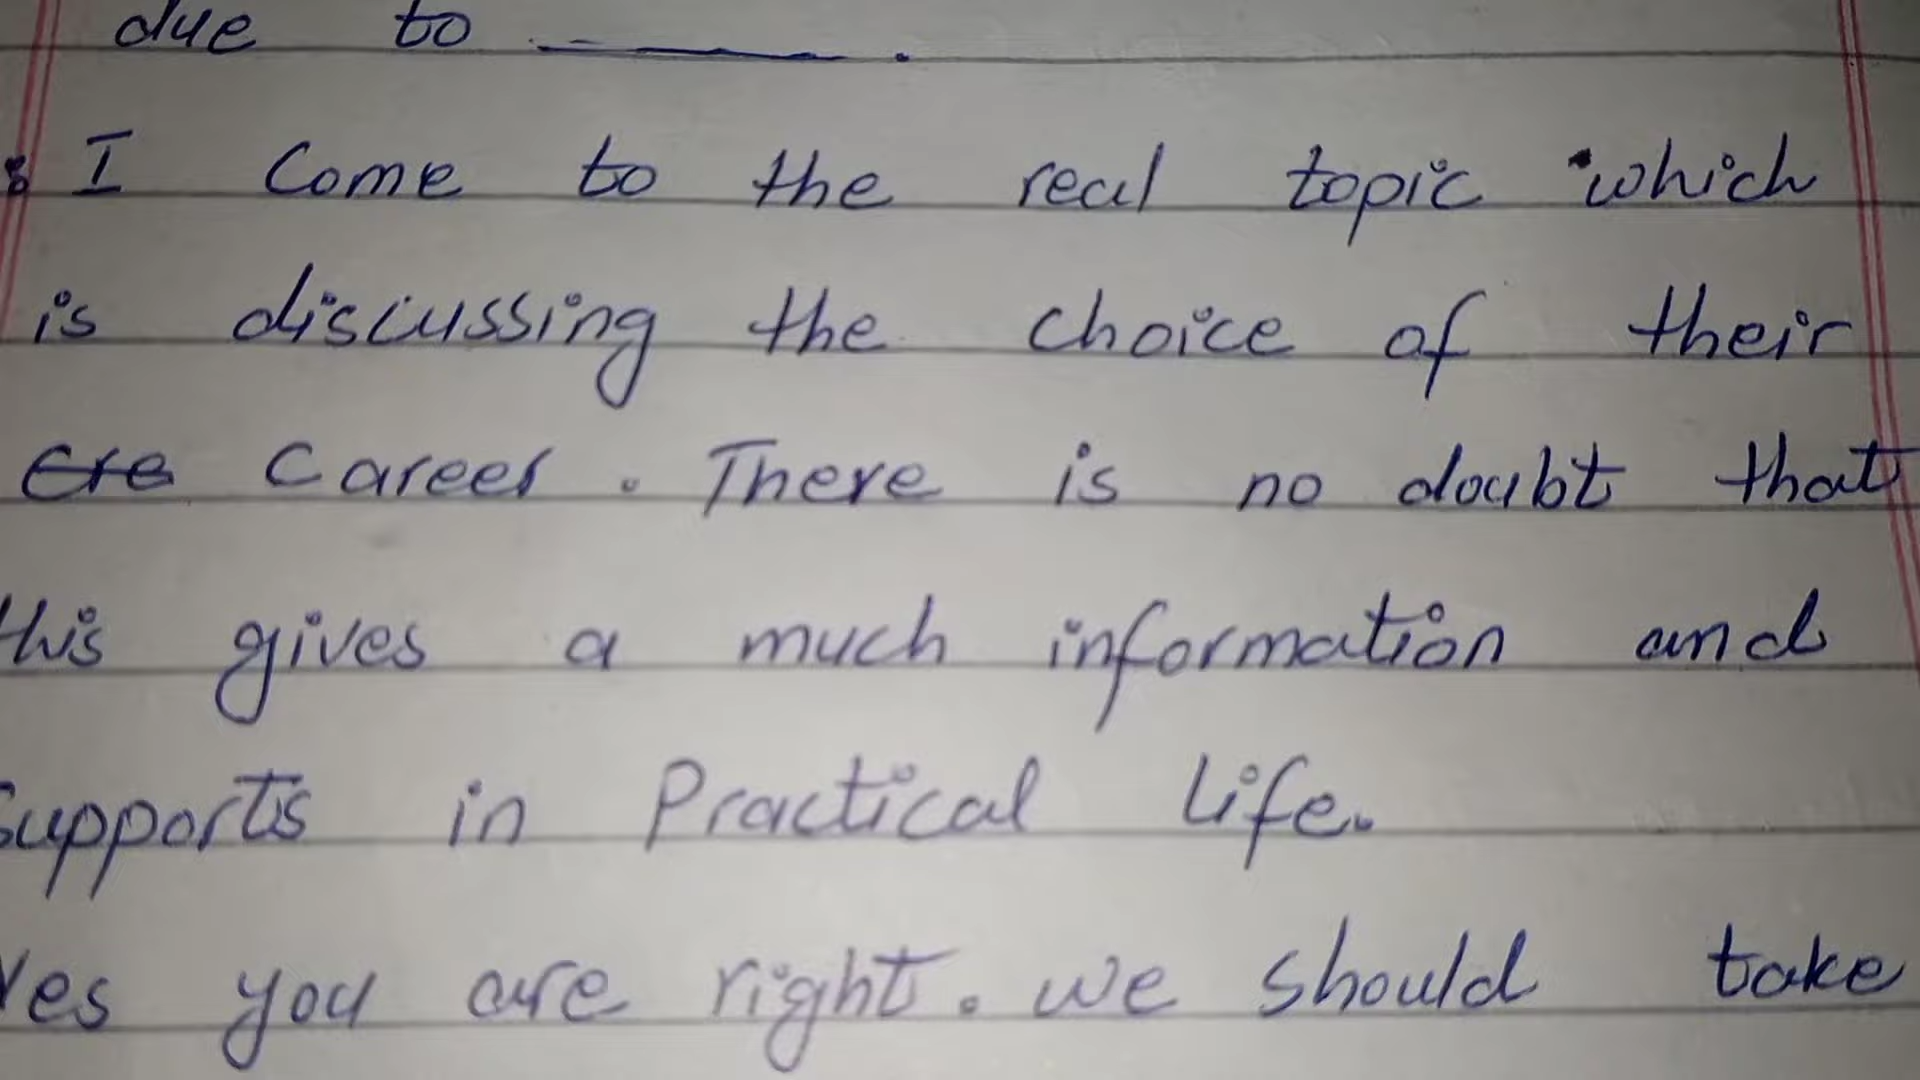 due to ______.
: I Come to the real topic which
is discussing the choice of their
Cre Career. There is no doubt that
this gives a much information and
Supports in Practical Life.
Yes you are right. we should take